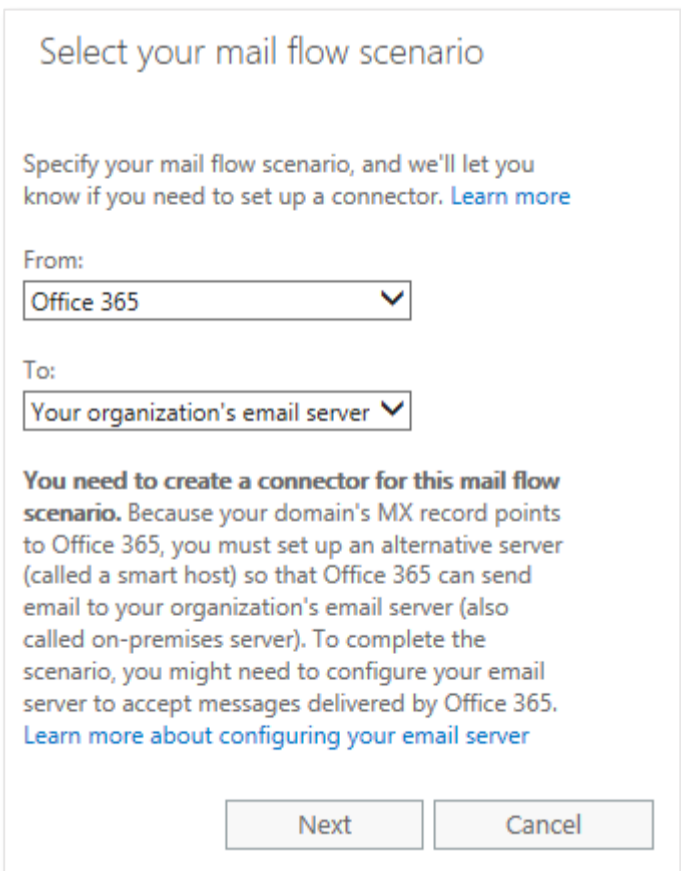 Select your mail flow scenario
Specify your mail flow scenario, and we'll let you
know if you need to set up a connector. Learn more
From:
Office 365
To:
Your organization's email server
You need to create a connector for this mail flow
scenario. Because your domain's MX record points
to Office 365, you must set up an alternative server
(called a smart host) so that Office 365 can send
email to your organization's email server (also
called on-premises server). To complete the
scenario, you might need to configure your email
server to accept messages delivered by Office 365.
Learn more about configuring your email server
Next
Cancel